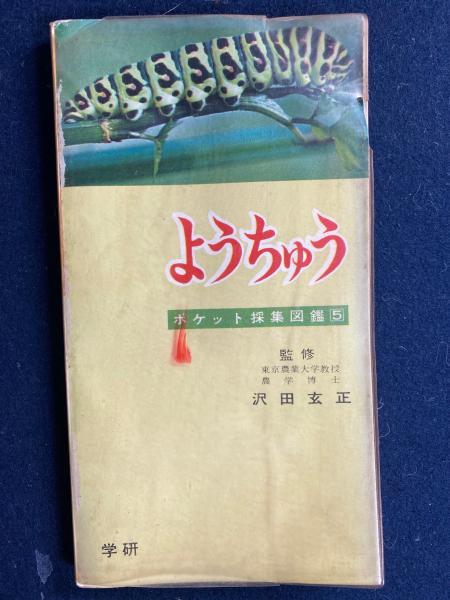 ようちゅう
ポケット採集図鑑5
監修
東京農業大学教授
農学博士
沢田玄正
学研